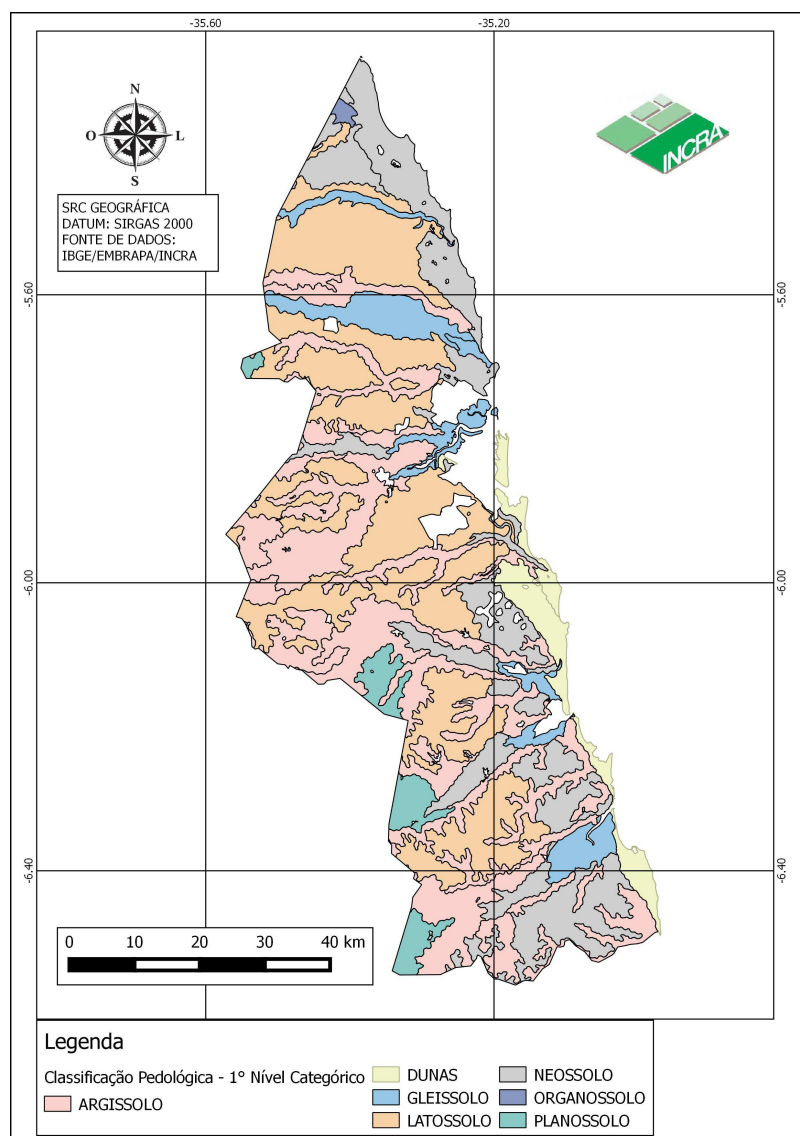 -35.60
-35.20
N
O
L
S
INCRA
SRC GEOGRÁFICA
DATUM: SIRGAS 2000
FONTE DE DADOS:
IBGE/EMBRAPA/INCRA
-5.60
-5.60
-6.00
-6.00
-6.40
-6.40
0 10 20 30 40 km
Legenda
Classificação Pedológica - 1° Nível Categórico
ARGISSOLO
DUNAS
GLEISSOLO
LATOSSOLO
NEOSSOLO
ORGANOSSOLO
PLANOSSOLO